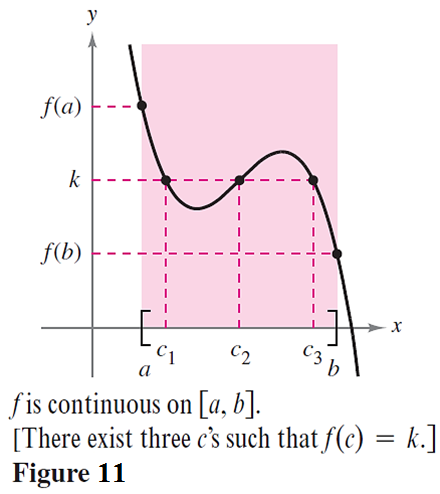 y
f(a)
k
f(b)
x
a
c₁
c₂
c₃
b
f is continuous on [a, b].
[There exist three c's such that f(c) = k.]
Figure 11